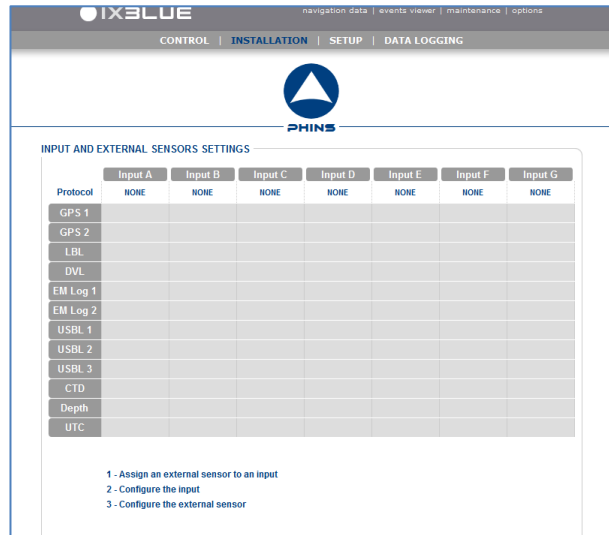 iXBLUE
navigation data | events viewer | maintenance | options
CONTROL | INSTALLATION | SETUP | DATA LOGGING
PHINS
INPUT AND EXTERNAL SENSORS SETTINGS
Input A Input B Input C Input D Input E Input F Input G
Protocol NONE NONE NONE NONE NONE NONE NONE
GPS 1
GPS 2
LBL
DVL
EM Log 1
EM Log 2
USBL 1
USBL 2
USBL 3
CTD
Depth
UTC
1 - Assign an external sensor to an input
2 - Configure the input
3 - Configure the external sensor